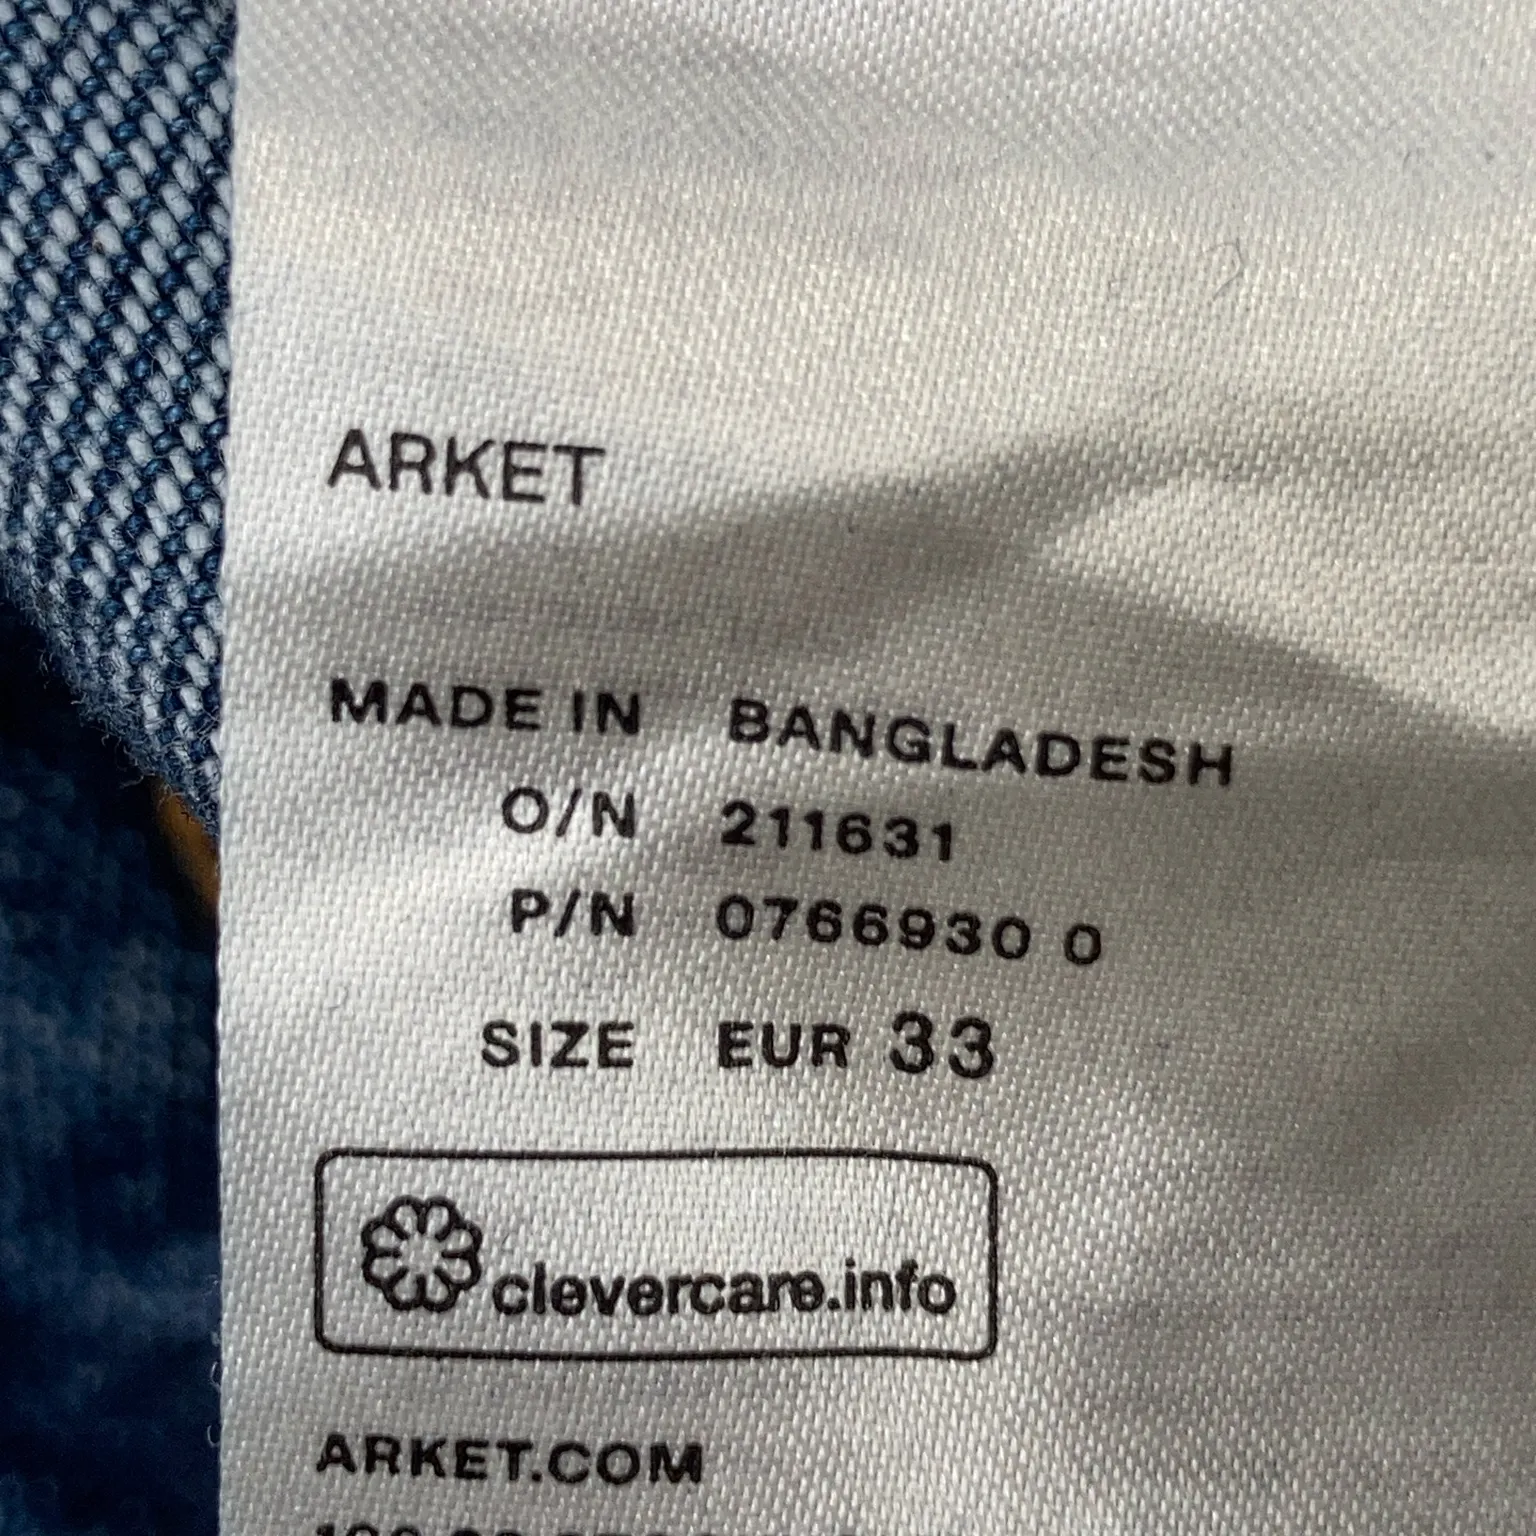 ARKET
MADE IN BANGLADESH
O/N 211631
P/N 0766930 0
SIZE EUR 33
clevercare.info
ARKET.COM